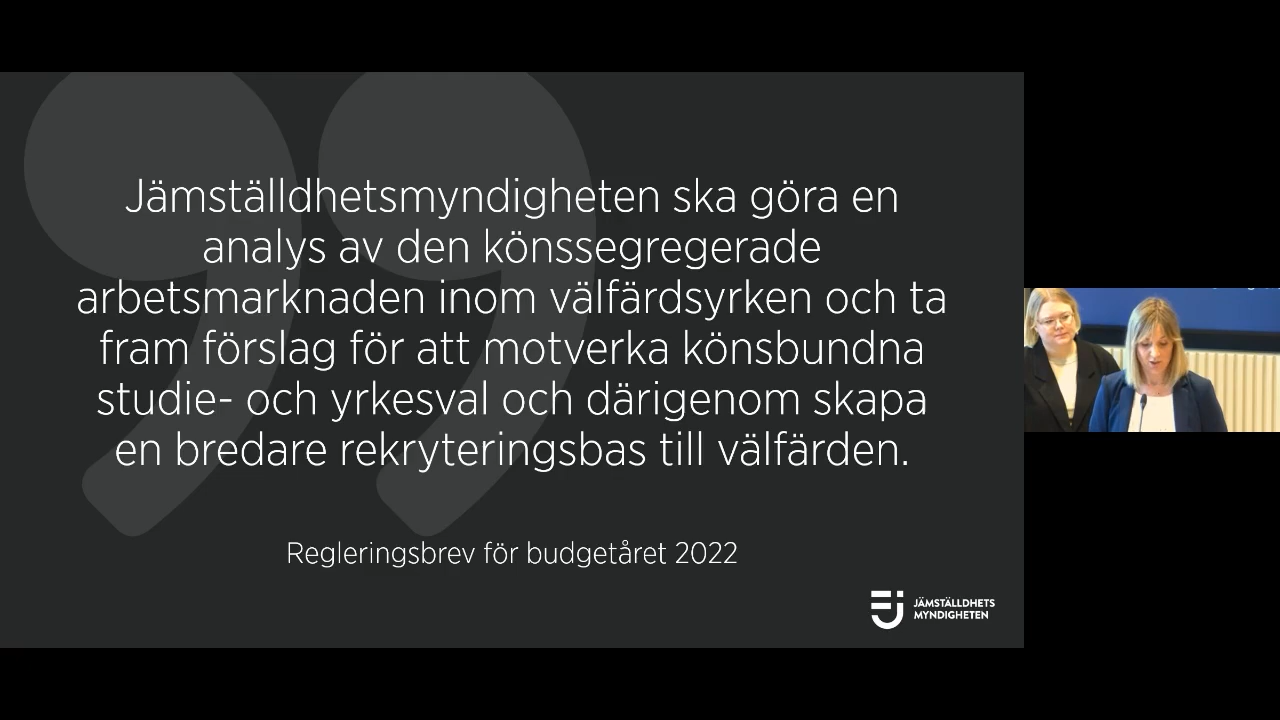 Jämställdhetsmyndigheten ska göra en
analys av den könssegregerade
arbetsmarknaden inom välfärdsyrken och ta
fram förslag för att motverka könsbundna
studie- och yrkesval och därigenom skapa
en bredare rekryteringsbas till välfärden.
Regleringsbrev för budgetåret 2022
JÄMSTÄLLDHETS
MYNDIGHETEN